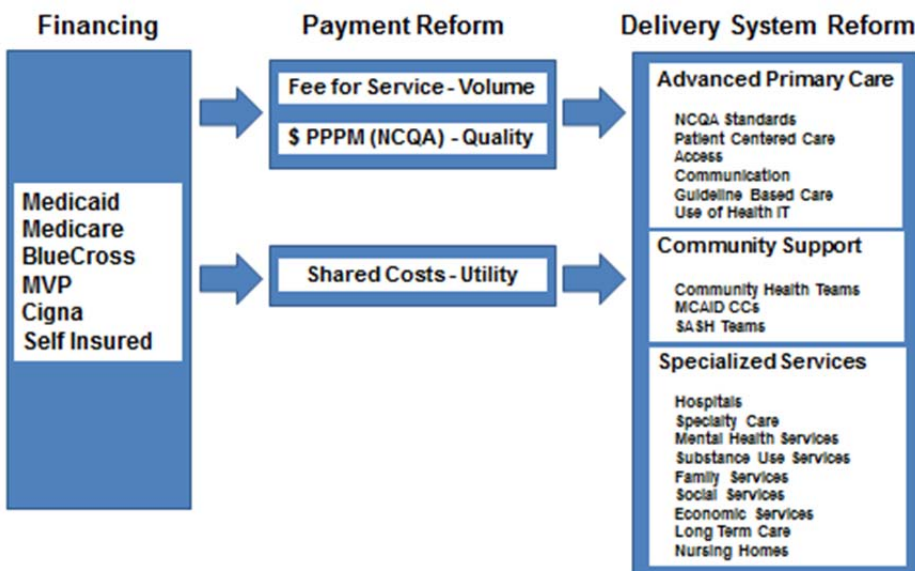 Financing
Payment Reform
Delivery System Reform
Medicaid
Medicare
BlueCross
MVP
Cigna
Self Insured
Fee for Service - Volume
$ PPPM (NCQA) - Quality
Shared Costs - Utility
Advanced Primary Care
NCQA Standards
Patient Centered Care
Access
Communication
Guideline Based Care
Use of Health IT
Community Support
Community Health Teams
MCAID CCs
SASH Teams
Specialized Services
Hospitals
Specialty Care
Mental Health Services
Substance Use Services
Family Services
Social Services
Economic Services
Long Term Care
Nursing Homes